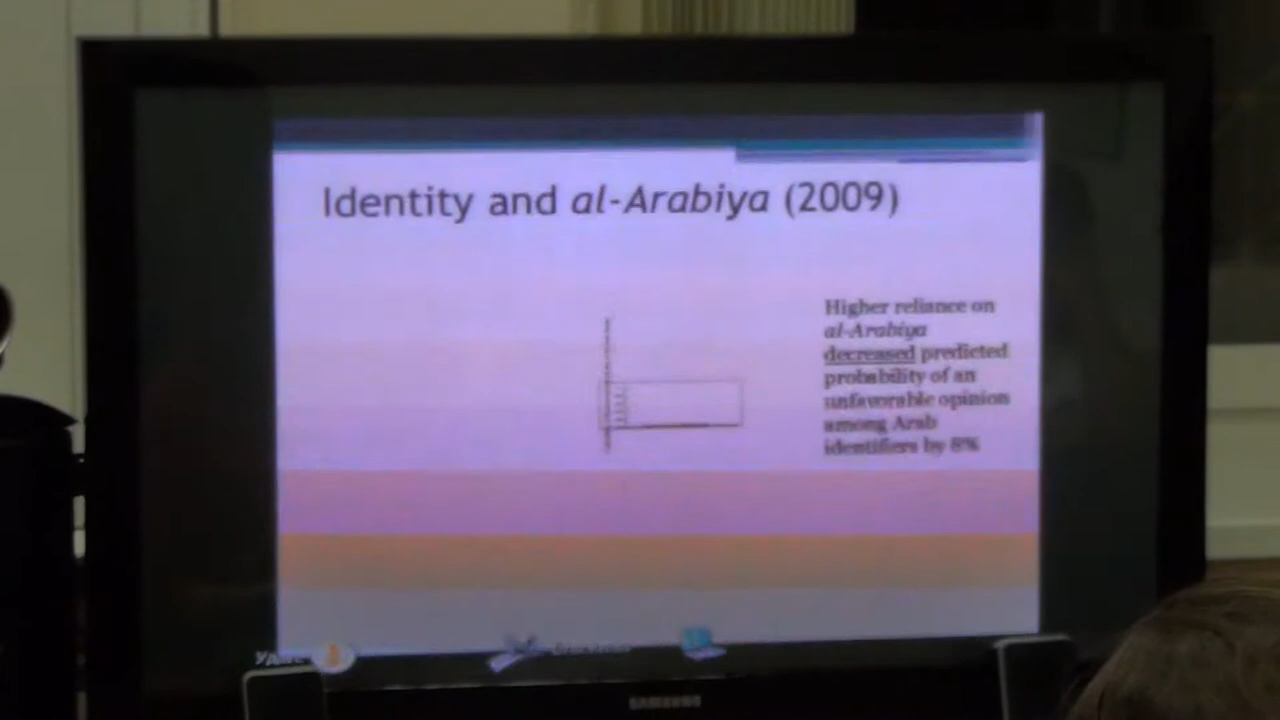 Identity and al-Arabiya (2009)
Higher reliance on
al-Arabiya
decreased predicted
probability of an
unfavorable opinion
among Arab
identifiers by 8%
SAMSUNG